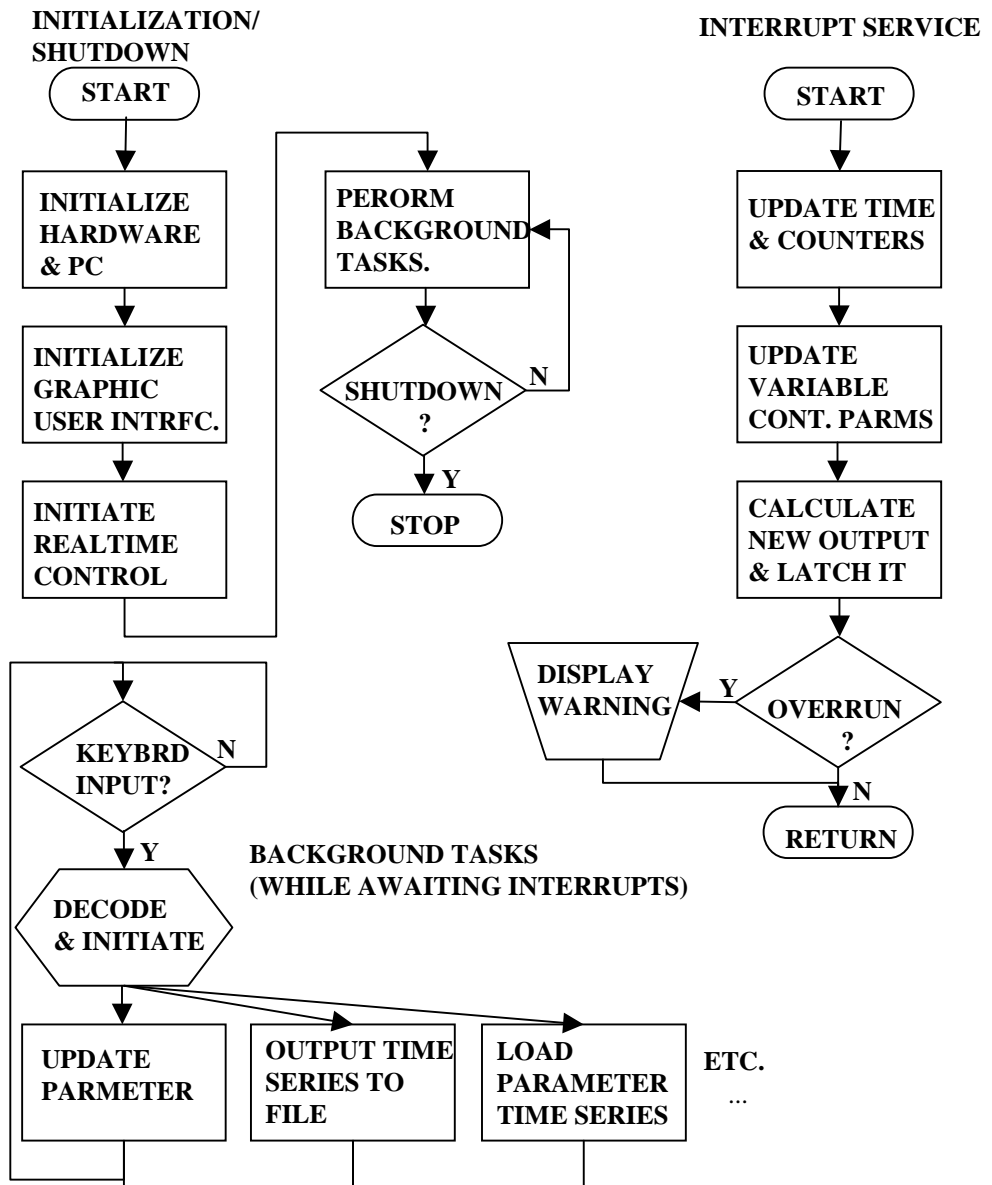 INITIALIZATION/
SHUTDOWN
START
INITIALIZE
HARDWARE
& PC
INITIALIZE
GRAPHIC
USER INTRFC.
INITIATE
REALTIME
CONTROL
PERORM
BACKGROUND
TASKS.
SHUTDOWN
?
N
Y
STOP
INTERRUPT SERVICE
START
UPDATE TIME
& COUNTERS
UPDATE
VARIABLE
CONT. PARMS
CALCULATE
NEW OUTPUT
& LATCH IT
OVERRUN
?
Y
DISPLAY
WARNING
N
RETURN
KEYBRD
INPUT?
N
Y
BACKGROUND TASKS
(WHILE AWAITING INTERRUPTS)
DECODE
& INITIATE
UPDATE
PARMETER
OUTPUT TIME
SERIES TO
FILE
LOAD
PARAMETER
TIME SERIES
ETC.
...